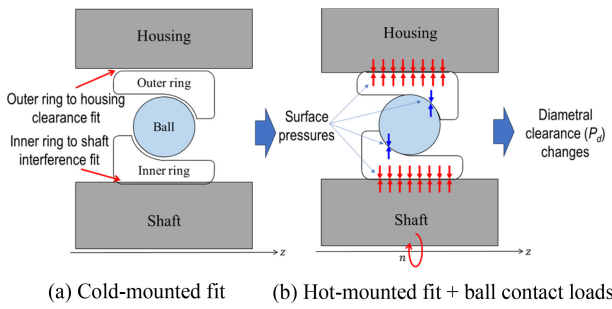 Housing
Outer ring
Outer ring to housing
clearance fit
Ball
Inner ring to shaft
interference fit
Inner ring
Shaft
z
(a) Cold-mounted fit
Housing
Surface
pressures
Shaft
n
z
(b) Hot-mounted fit + ball contact loads
Diametral
clearance (Pd)
changes